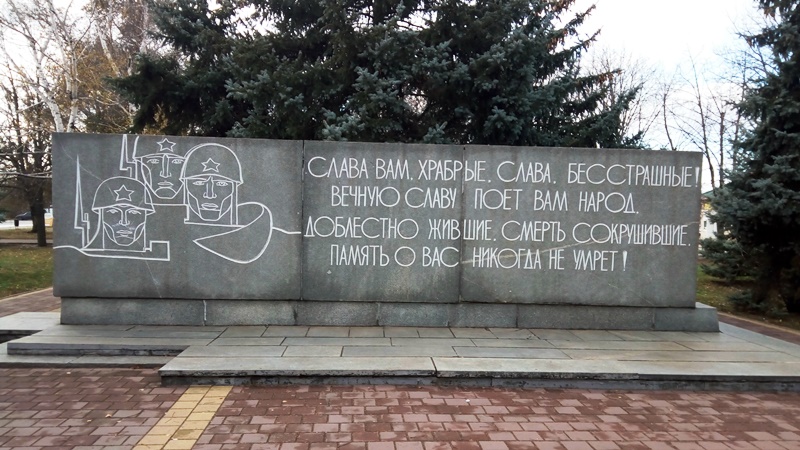 СЛАВА ВАМ, ХРАБРЫЕ, СЛАВА, БЕССТРАШНЫЕ!
ВЕЧНУЮ СЛАВУ ПОЕТ ВАМ НАРОД.
ДОБЛЕСТНО ЖИВШИЕ, СМЕРТЬ СОКРУШИВШИЕ,
ПАМЯТЬ О ВАС НИКОГДА НЕ УМРЕТ!